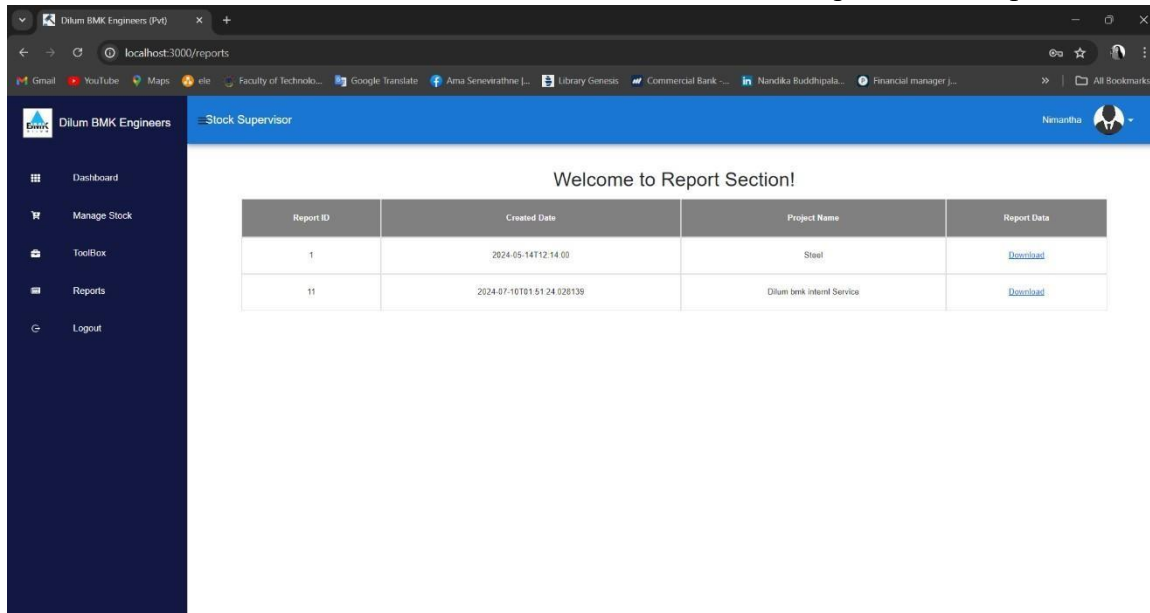 Dilum BMK Engineers (Pvt)
localhost:3000/reports
Gmail YouTube Maps ele Faculty of Technolo... Google Translate Ama Senevirathne |... Library Genesis Commercial Bank -... Nandika Buddhipala... Financial manager j... » All Bookmarks
BMK Dilum BMK Engineers Stock Supervisor Nimantha
Dashboard
Manage Stock
ToolBox
Reports
Logout
Welcome to Report Section!
Report ID Created Date Project Name Report Data
1 2024-05-14T12:14:00 Steel Download
11 2024-07-10T01:51:24.028139 Dilum bmk internl Service Download